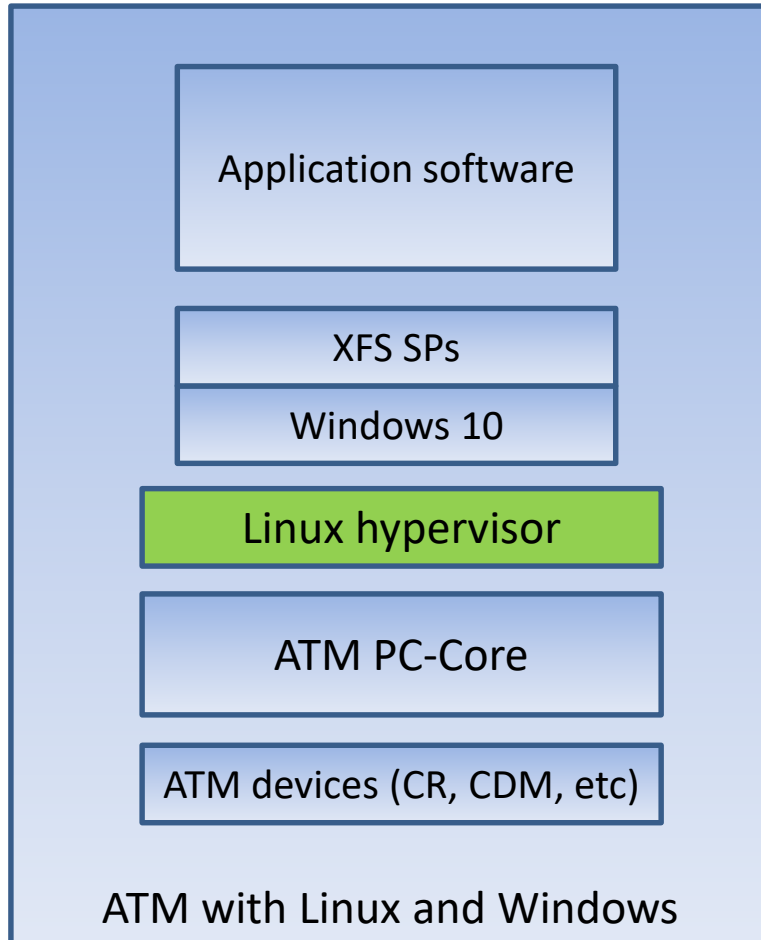 Application software
XFS SPs
Windows 10
Linux hypervisor
ATM PC-Core
ATM devices (CR, CDM, etc)
ATM with Linux and Windows